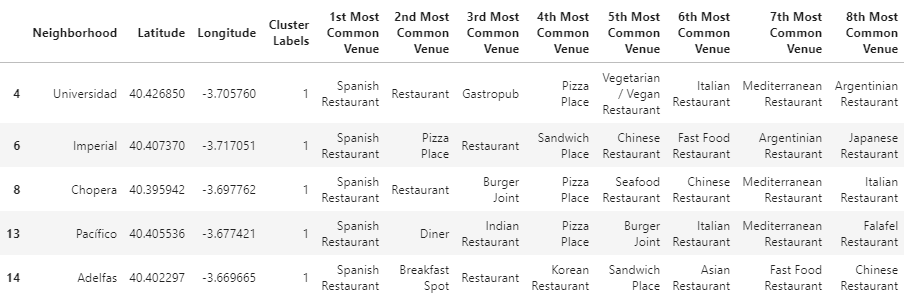 Neighborhood Latitude Longitude Cluster Labels 1st Most Common Venue 2nd Most Common Venue 3rd Most Common Venue 4th Most Common Venue 5th Most Common Venue 6th Most Common Venue 7th Most Common Venue 8th Most Common Venue
4 Universidad 40.426850 -3.705760 1 Spanish Restaurant Restaurant Gastropub Pizza Place Vegetarian / Vegan Restaurant Italian Restaurant Mediterranean Restaurant Argentinian Restaurant
6 Imperial 40.407370 -3.717051 1 Spanish Restaurant Pizza Place Restaurant Sandwich Place Chinese Restaurant Fast Food Restaurant Argentinian Restaurant Japanese Restaurant
8 Chopera 40.395942 -3.697762 1 Spanish Restaurant Restaurant Burger Joint Pizza Place Seafood Restaurant Chinese Restaurant Mediterranean Restaurant Italian Restaurant
13 Pacífico 40.405536 -3.677421 1 Spanish Restaurant Diner Indian Restaurant Pizza Place Burger Joint Italian Restaurant Mediterranean Restaurant Falafel Restaurant
14 Adelfas 40.402297 -3.669665 1 Spanish Restaurant Breakfast Spot Restaurant Korean Restaurant Sandwich Place Asian Restaurant Fast Food Restaurant Chinese Restaurant